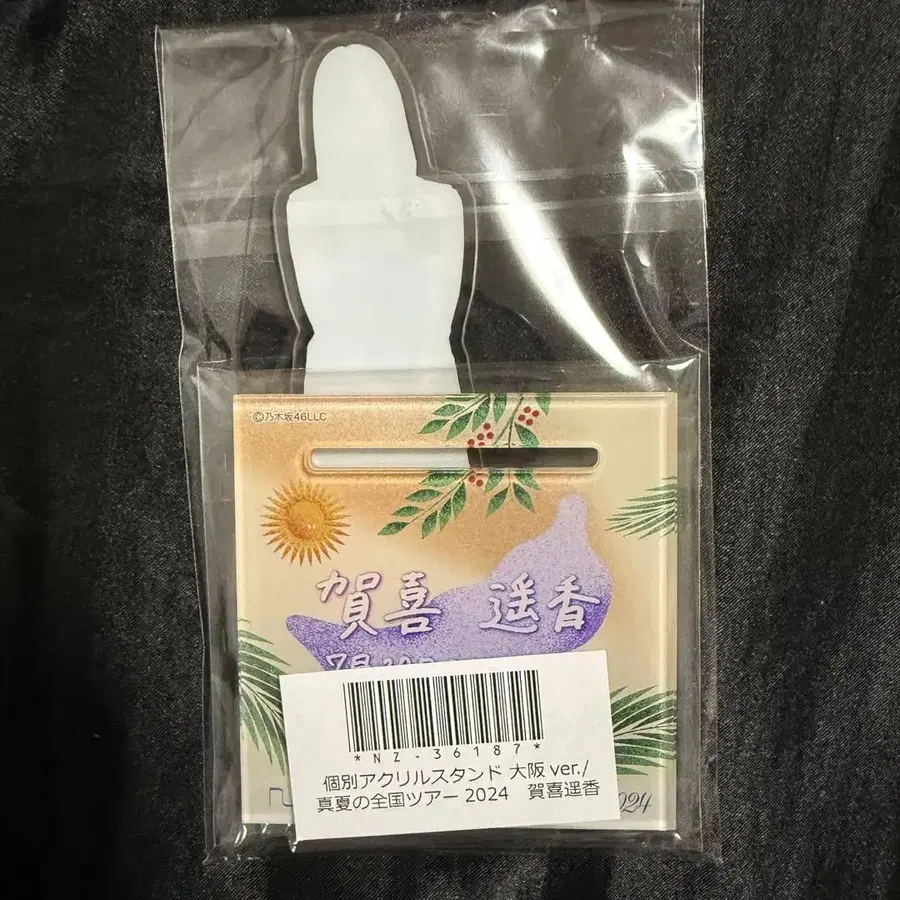 ©乃木坂46LLC
賀喜 遥香
*NZ-36187*
個別アクリルスタンド 大阪 ver./
真夏の全国ツアー 2024 賀喜遥香